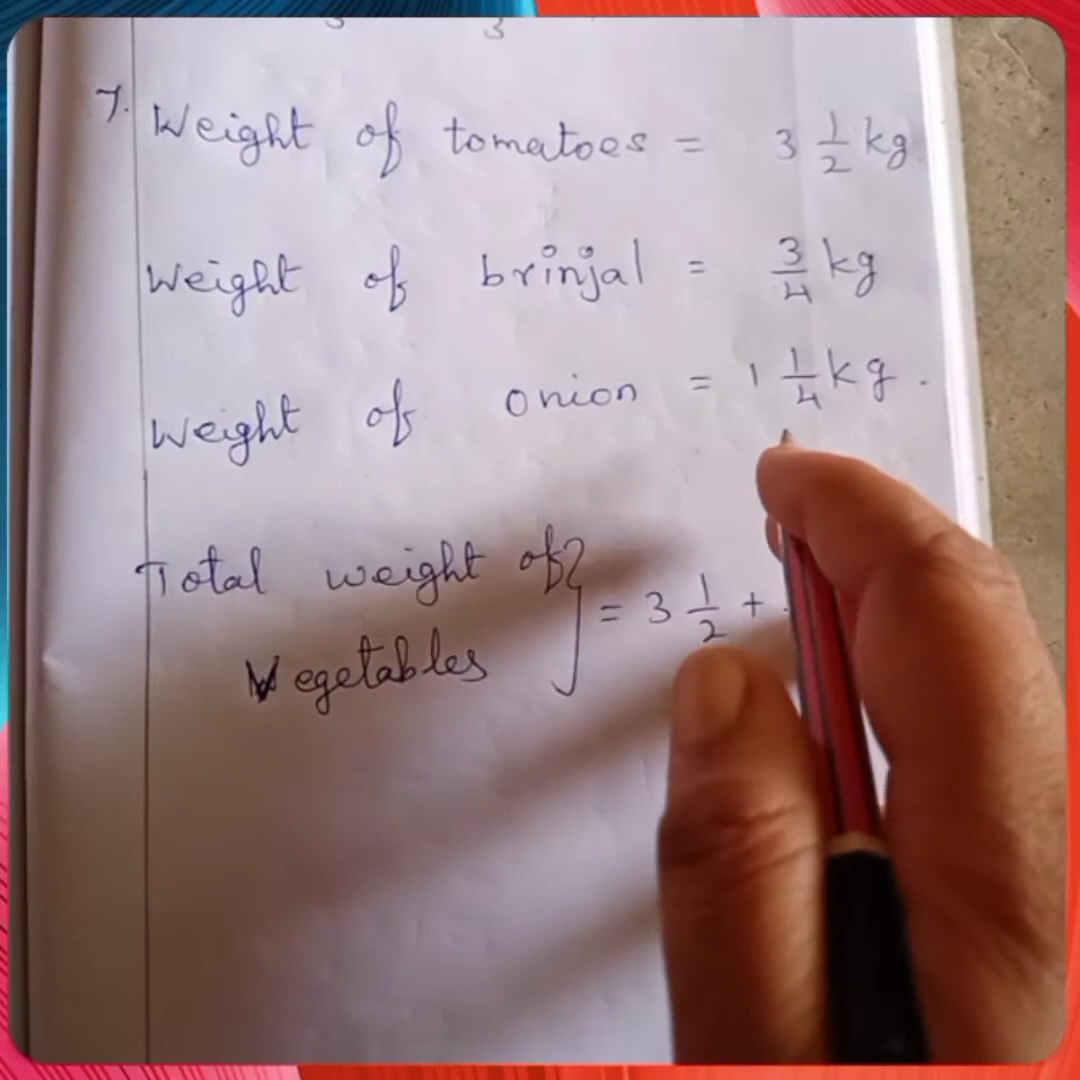 7. Weight of tomatoes = 3 1/2 kg
Weight of brinjal = 3/4 kg
Weight of onion = 1 1/4 kg.
Total weight of } = 3 1/2 +
Vegetables